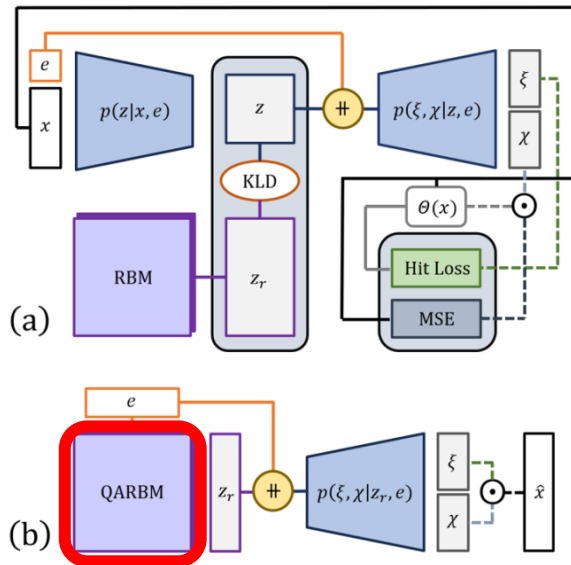 e
x
p(z|x, e)
z
⧺
p(ξ, χ|z, e)
ξ
χ
KLD
Θ(x)
⊙
RBM
z_r
Hit Loss
MSE
(a)
e
QARBM
z_r
⧺
p(ξ, χ|z_r, e)
ξ
χ
⊙
x̂
(b)